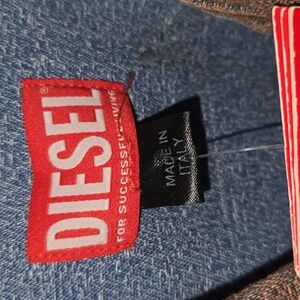 DIESEL
FOR SUCCESSFUL LIVING
MADE IN
ITALY